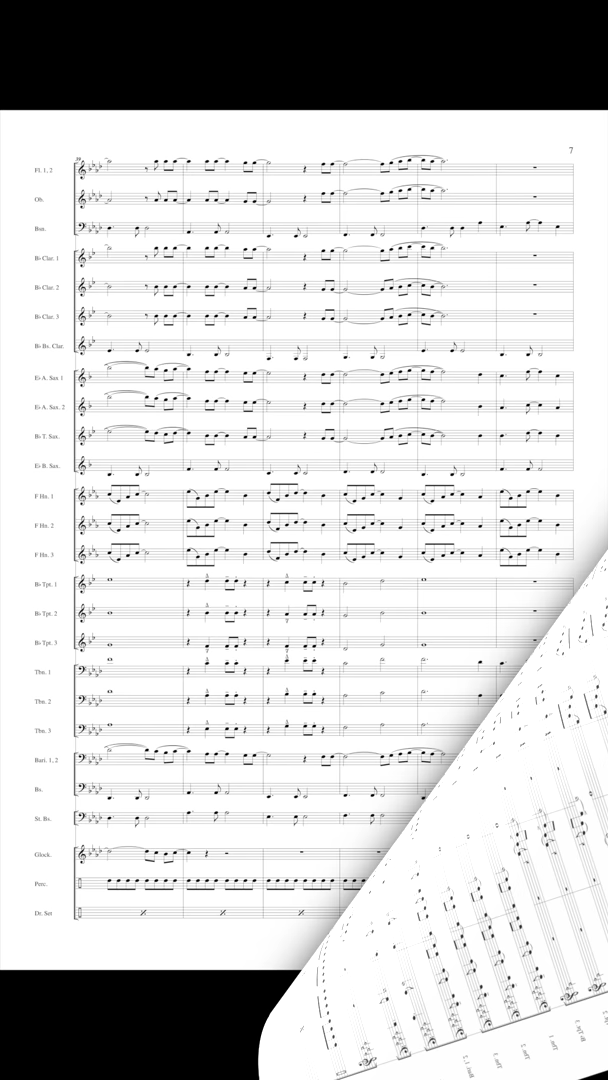 7
39
Fl. 1, 2
Ob.
Bsn.
B♭ Clar. 1
B♭ Clar. 2
B♭ Clar. 3
B♭ Bs. Clar.
E♭ A. Sax 1
E♭ A. Sax. 2
B♭ T. Sax.
E♭ B. Sax.
F Hn. 1
F Hn. 2
F Hn. 3
B♭ Tpt. 1
B♭ Tpt. 2
B♭ Tpt. 3
Tbn. 1
Tbn. 2
Tbn. 3
Bari. 1, 2
Bs.
St. Bs.
Glock.
Perc.
Dr. Set